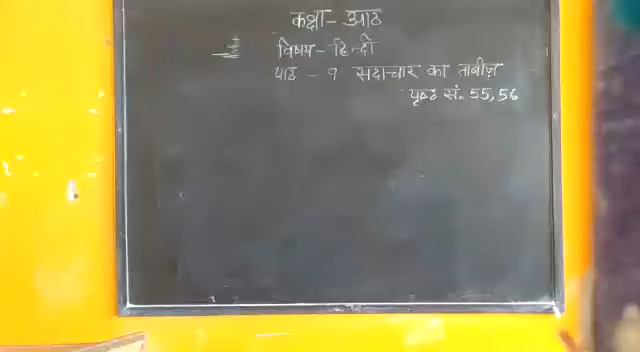 कक्षा- आठ
विषय - हिन्दी
पाठ - 9 सदाचार का ताबीज़
पृष्ठ सं. 55,56